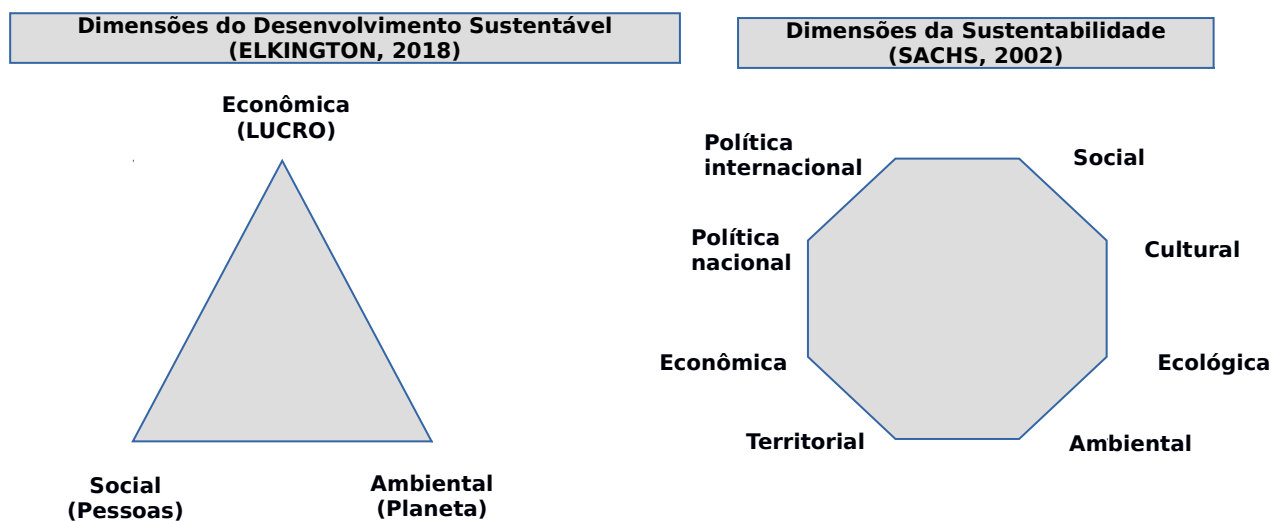 Dimensões do Desenvolvimento Sustentável
(ELKINGTON, 2018)
Econômica
(LUCRO)
Social
(Pessoas)
Ambiental
(Planeta)
Dimensões da Sustentabilidade
(SACHS, 2002)
Política
internacional
Social
Política
nacional
Cultural
Econômica
Ecológica
Territorial
Ambiental